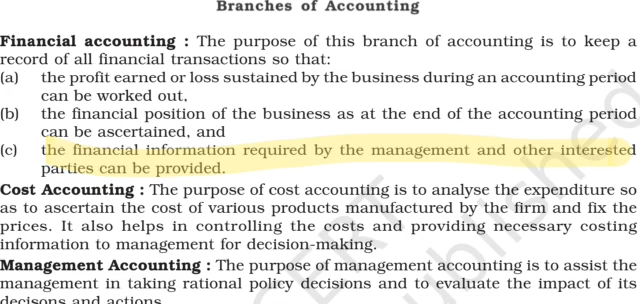 Branches of Accounting
Financial accounting : The purpose of this branch of accounting is to keep a
record of all financial transactions so that:
(a) the profit earned or loss sustained by the business during an accounting period
can be worked out,
(b) the financial position of the business as at the end of the accounting period
can be ascertained, and
(c) the financial information required by the management and other interested
parties can be provided.
Cost Accounting : The purpose of cost accounting is to analyse the expenditure so
as to ascertain the cost of various products manufactured by the firm and fix the
prices. It also helps in controlling the costs and providing necessary costing
information to management for decision-making.
Management Accounting : The purpose of management accounting is to assist the
management in taking rational policy decisions and to evaluate the impact of its
decisons and actions.